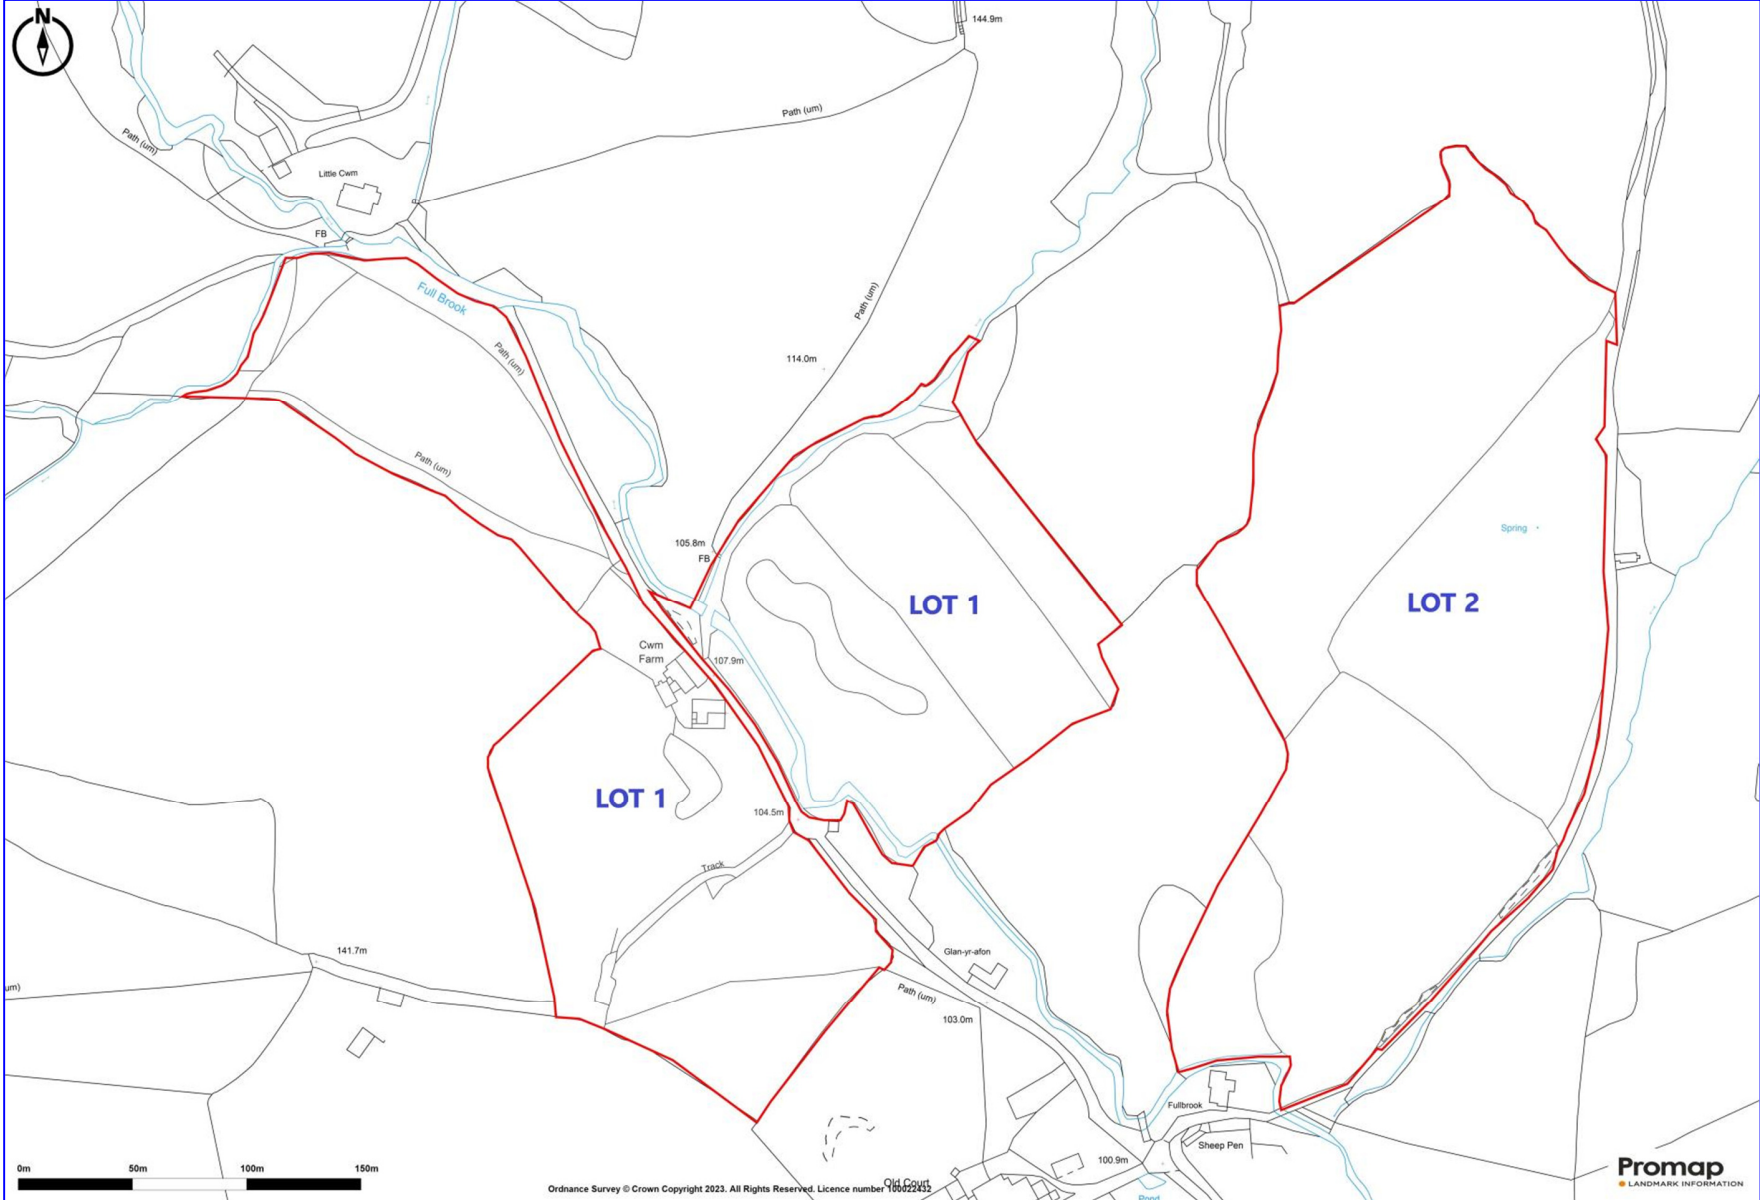 N
144.9m
Path (um)
Path (um)
Little Cwm
FB
Full Brook
Path (um)
Path (um)
114.0m
Path (um)
105.8m
FB
Spring
LOT 1
LOT 2
Cwm
Farm
107.9m
LOT 1
104.5m
Track
141.7m
Glan-yr-afon
um)
Path (um)
103.0m
Fullbrook
Sheep Pen
100.9m
Old Court
Pond
0m 50m 100m 150m
Ordnance Survey © Crown Copyright 2023. All Rights Reserved. Licence number 100022432
Promap
LANDMARK INFORMATION